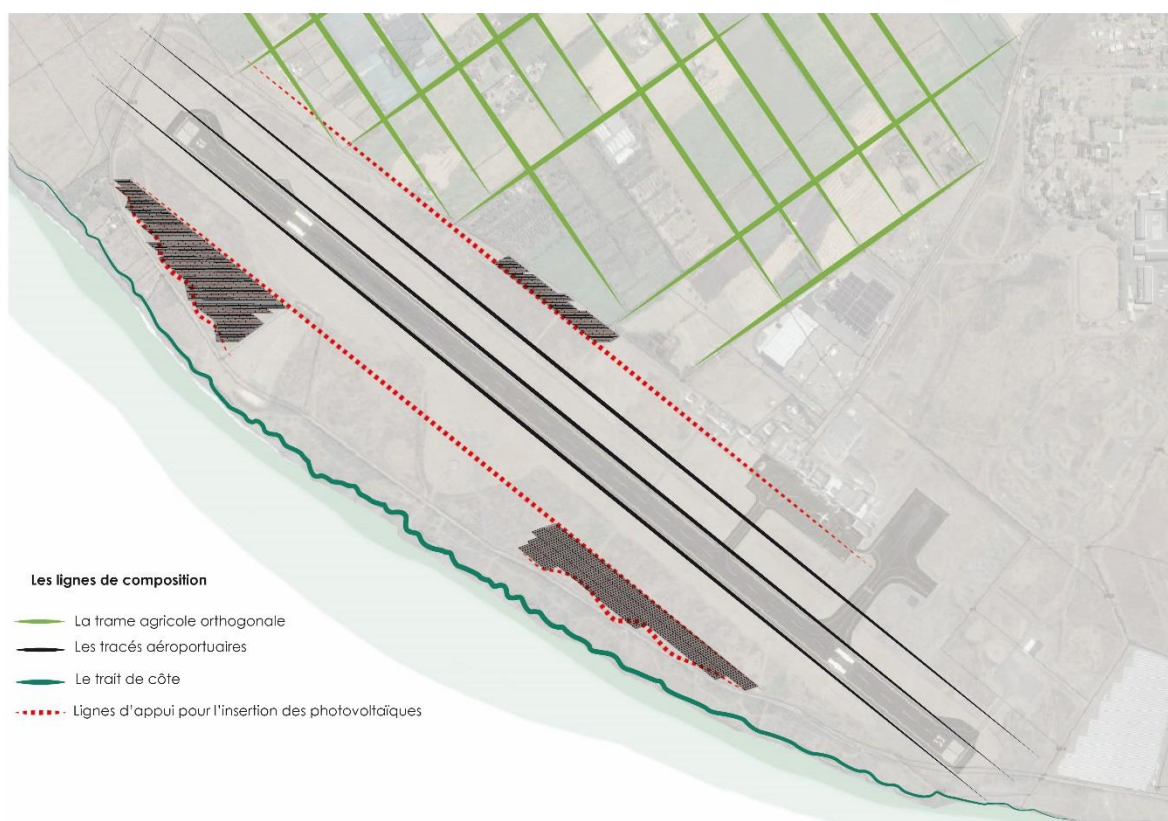 Les lignes de composition
La trame agricole orthogonale
Les tracés aéroportuaires
Le trait de côte
Lignes d'appui pour l'insertion des photovoltaïques